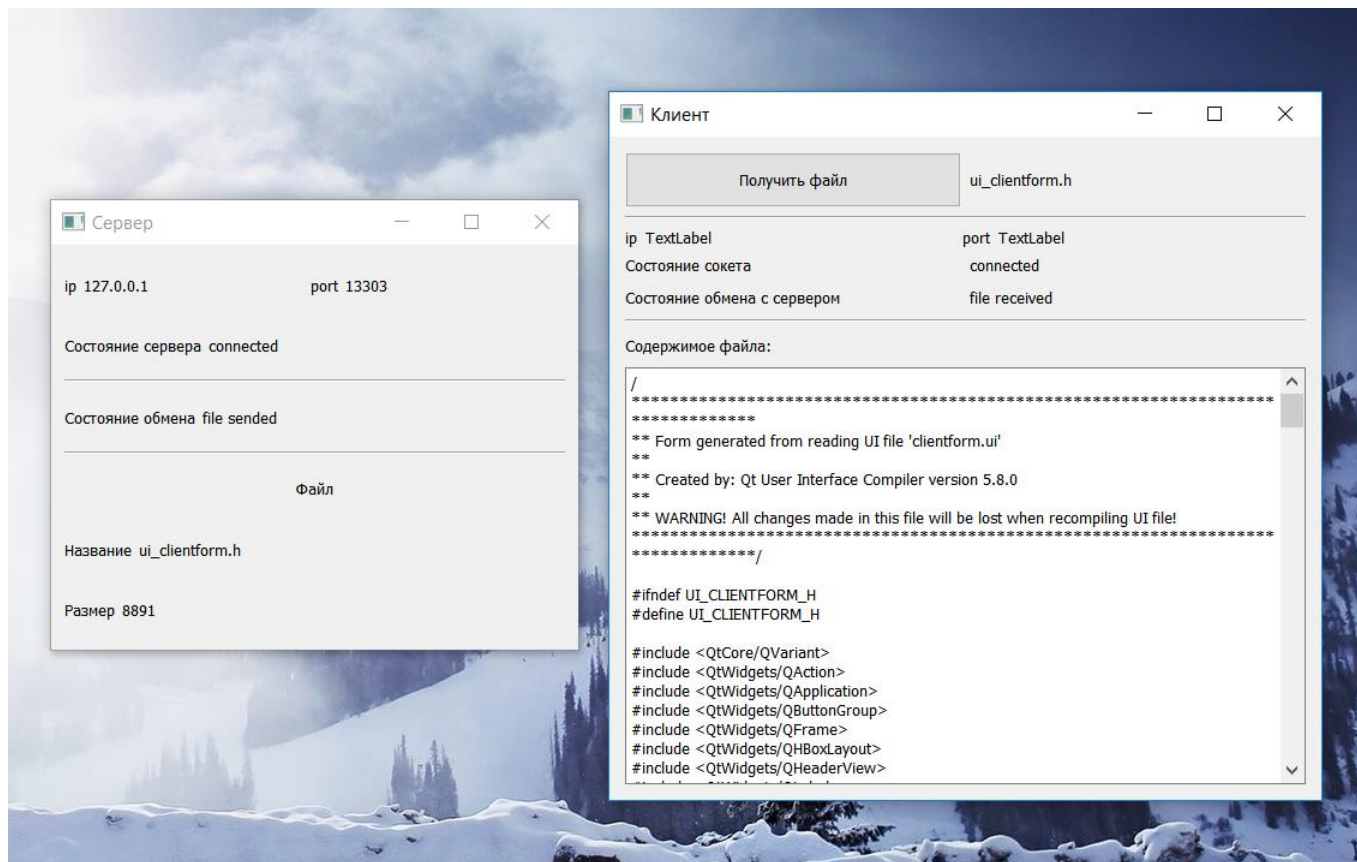 Сервер
ip 127.0.0.1 port 13303
Состояние сервера connected
Состояние обмена file sended
Файл
Название ui_clientform.h
Размер 8891
Клиент
Получить файл ui_clientform.h
ip TextLabel port TextLabel
Состояние сокета connected
Состояние обмена с сервером file received
Содержимое файла:
/
*******************************************************************
*************
** Form generated from reading UI file 'clientform.ui'
**
** Created by: Qt User Interface Compiler version 5.8.0
**
** WARNING! All changes made in this file will be lost when recompiling UI file!
*******************************************************************
*************/
#ifndef UI_CLIENTFORM_H
#define UI_CLIENTFORM_H
#include <QtCore/QVariant>
#include <QtWidgets/QAction>
#include <QtWidgets/QApplication>
#include <QtWidgets/QButtonGroup>
#include <QtWidgets/QFrame>
#include <QtWidgets/QHBoxLayout>
#include <QtWidgets/QHeaderView>